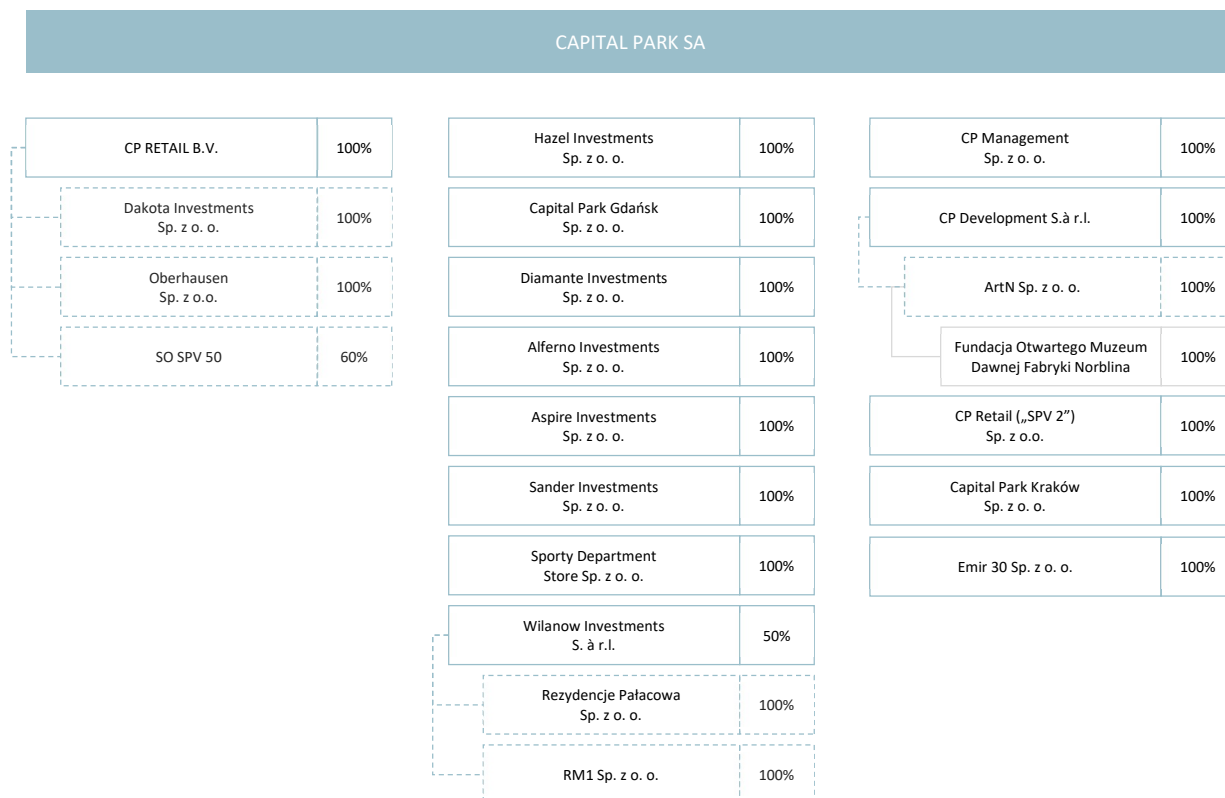 CAPITAL PARK SA
CP RETAIL B.V.
100%
Dakota Investments
Sp. z o. o.
100%
Oberhausen
Sp. z o.o.
100%
SO SPV 50
60%
Hazel Investments
Sp. z o. o.
100%
Capital Park Gdańsk
Sp. z o. o.
100%
Diamante Investments
Sp. z o. o.
100%
Alferno Investments
Sp. z o. o.
100%
Aspire Investments
Sp. z o. o.
100%
Sander Investments
Sp. z o. o.
100%
Sporty Department
Store Sp. z o. o.
100%
Wilanow Investments
S. à r.l.
50%
Rezydencje Pałacowa
Sp. z o. o.
100%
RM1 Sp. z o. o.
100%
CP Management
Sp. z o. o.
100%
CP Development S.à r.l.
100%
ArtN Sp. z o. o.
100%
Fundacja Otwartego Muzeum
Dawnej Fabryki Norblina
100%
CP Retail („SPV 2”)
Sp. z o.o.
100%
Capital Park Kraków
Sp. z o. o.
100%
Emir 30 Sp. z o. o.
100%